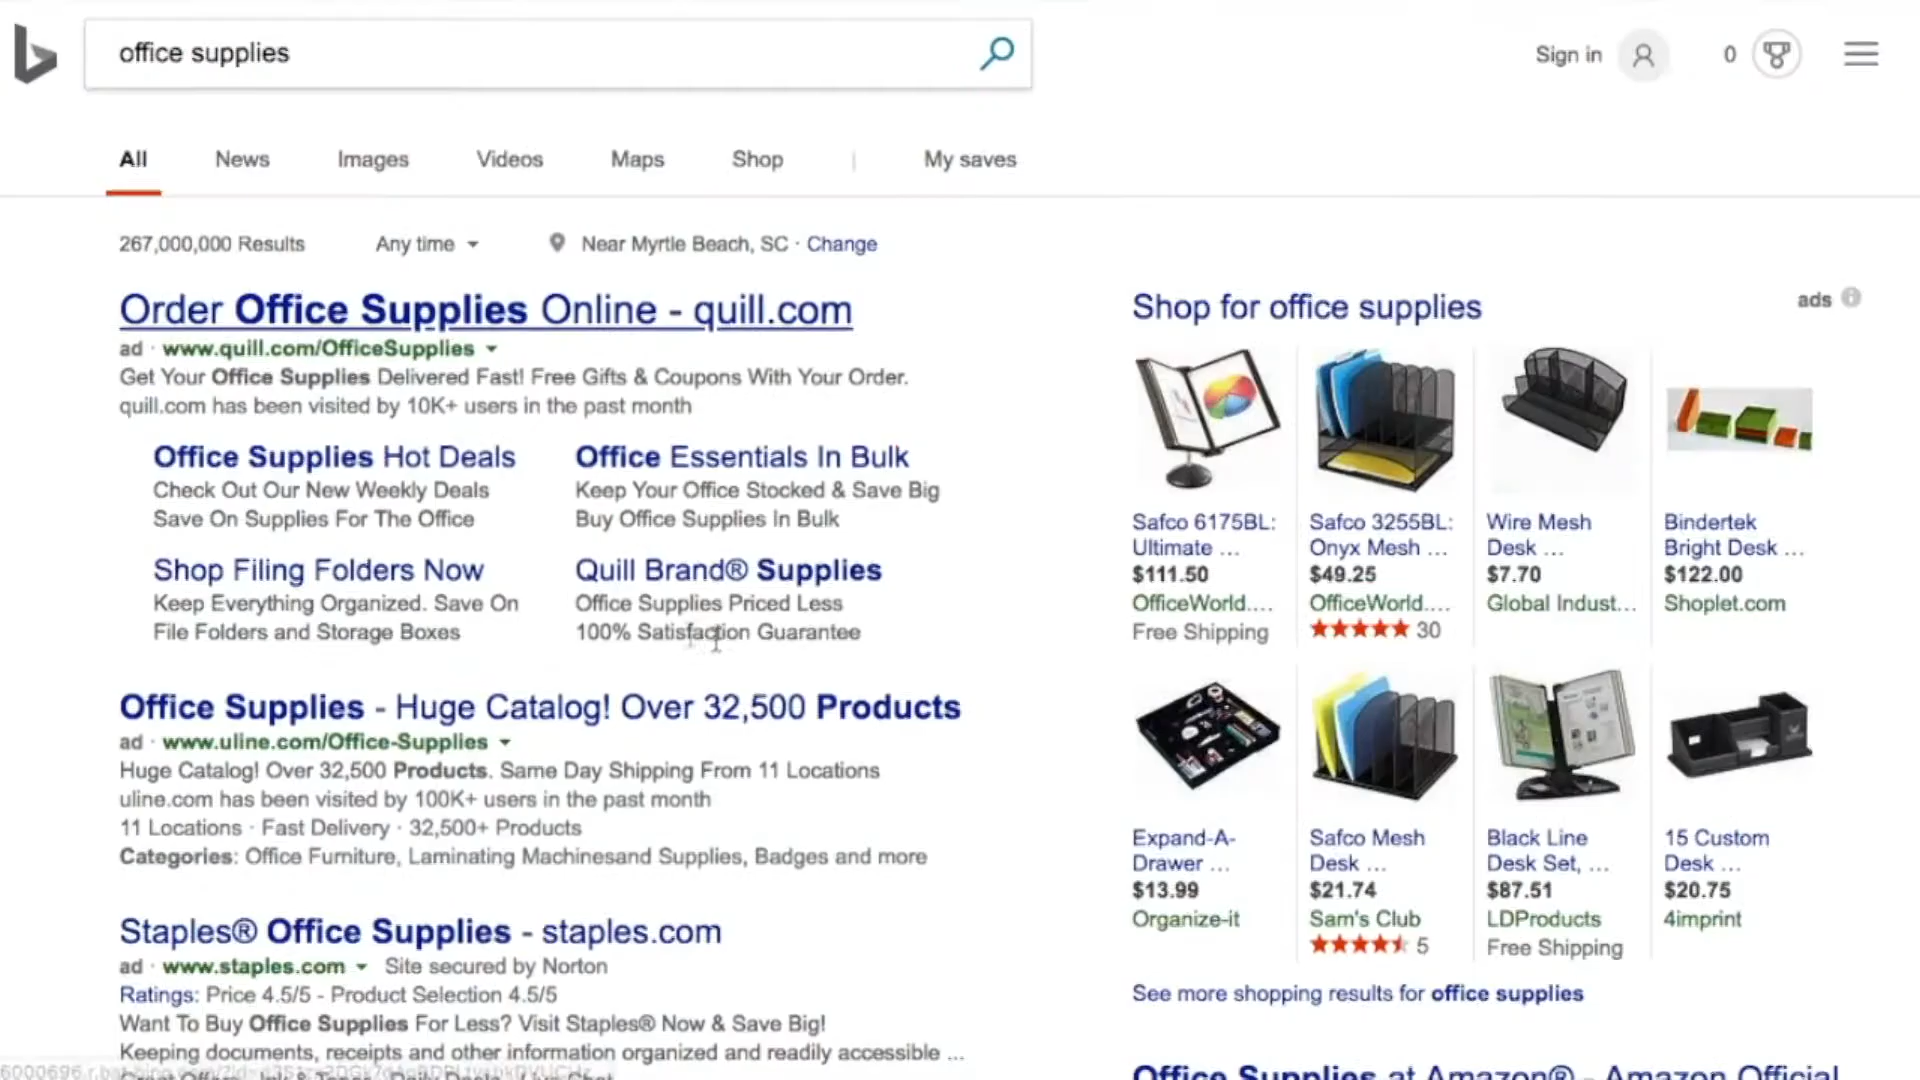 office supplies
Sign in
0
All
News
Images
Videos
Maps
Shop
My saves
267,000,000 Results
Any time
Near Myrtle Beach, SC · Change
Order Office Supplies Online - quill.com
ad · www.quill.com/OfficeSupplies
Get Your Office Supplies Delivered Fast! Free Gifts & Coupons With Your Order.
quill.com has been visited by 10K+ users in the past month
Office Supplies Hot Deals
Check Out Our New Weekly Deals
Save On Supplies For The Office
Office Essentials In Bulk
Keep Your Office Stocked & Save Big
Buy Office Supplies In Bulk
Shop Filing Folders Now
Keep Everything Organized. Save On
File Folders and Storage Boxes
Quill Brand® Supplies
Office Supplies Priced Less
100% Satisfaction Guarantee
Office Supplies - Huge Catalog! Over 32,500 Products
ad · www.uline.com/Office-Supplies
Huge Catalog! Over 32,500 Products. Same Day Shipping From 11 Locations
uline.com has been visited by 100K+ users in the past month
11 Locations · Fast Delivery · 32,500+ Products
Categories: Office Furniture, Laminating Machinesand Supplies, Badges and more
Staples® Office Supplies - staples.com
ad · www.staples.com Site secured by Norton
Ratings: Price 4.5/5 - Product Selection 4.5/5
Want To Buy Office Supplies For Less? Visit Staples® Now & Save Big!
Keeping documents, receipts and other information organized and readily accessible ...
Shop for office supplies
ads
Safco 6175BL:
Ultimate ...
$111.50
OfficeWorld....
Free Shipping
Safco 3255BL:
Onyx Mesh ...
$49.25
OfficeWorld....
30
Wire Mesh
Desk ...
$7.70
Global Indust...
Bindertek
Bright Desk ...
$122.00
Shoplet.com
Expand-A-
Drawer ...
$13.99
Organize-it
Safco Mesh
Desk ...
$21.74
Sam's Club
5
Black Line
Desk Set, ...
$87.51
LDProducts
Free Shipping
15 Custom
Desk ...
$20.75
4imprint
See more shopping results for office supplies
Office Supplies at Amazon® - Amazon Official